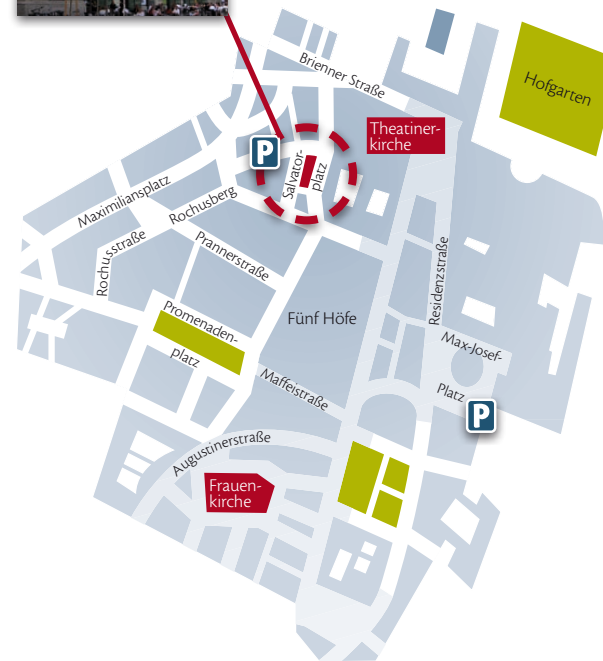 Brienner Straße
Hofgarten
Theatiner-
kirche
P
Salvator-
platz
Maximiliansplatz
Rochusberg
Rochusstraße
Prannerstraße
Residenzstraße
Promenaden-
platz
Fünf Höfe
Max-Josef-
Platz
P
Maffeistraße
Augustinerstraße
Frauen-
kirche